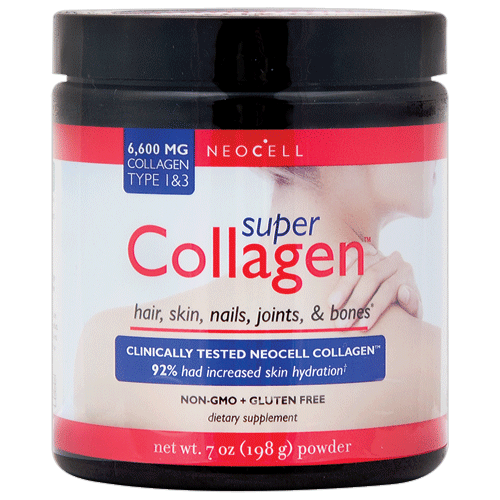 6,600 MG
COLLAGEN
TYPE 1&3
NEOCELL
super
Collagen™
hair, skin, nails, joints, & bones*
CLINICALLY TESTED NEOCELL COLLAGEN™
92% had increased skin hydration†
NON-GMO + GLUTEN FREE
dietary supplement
net wt. 7 oz (198 g) powder